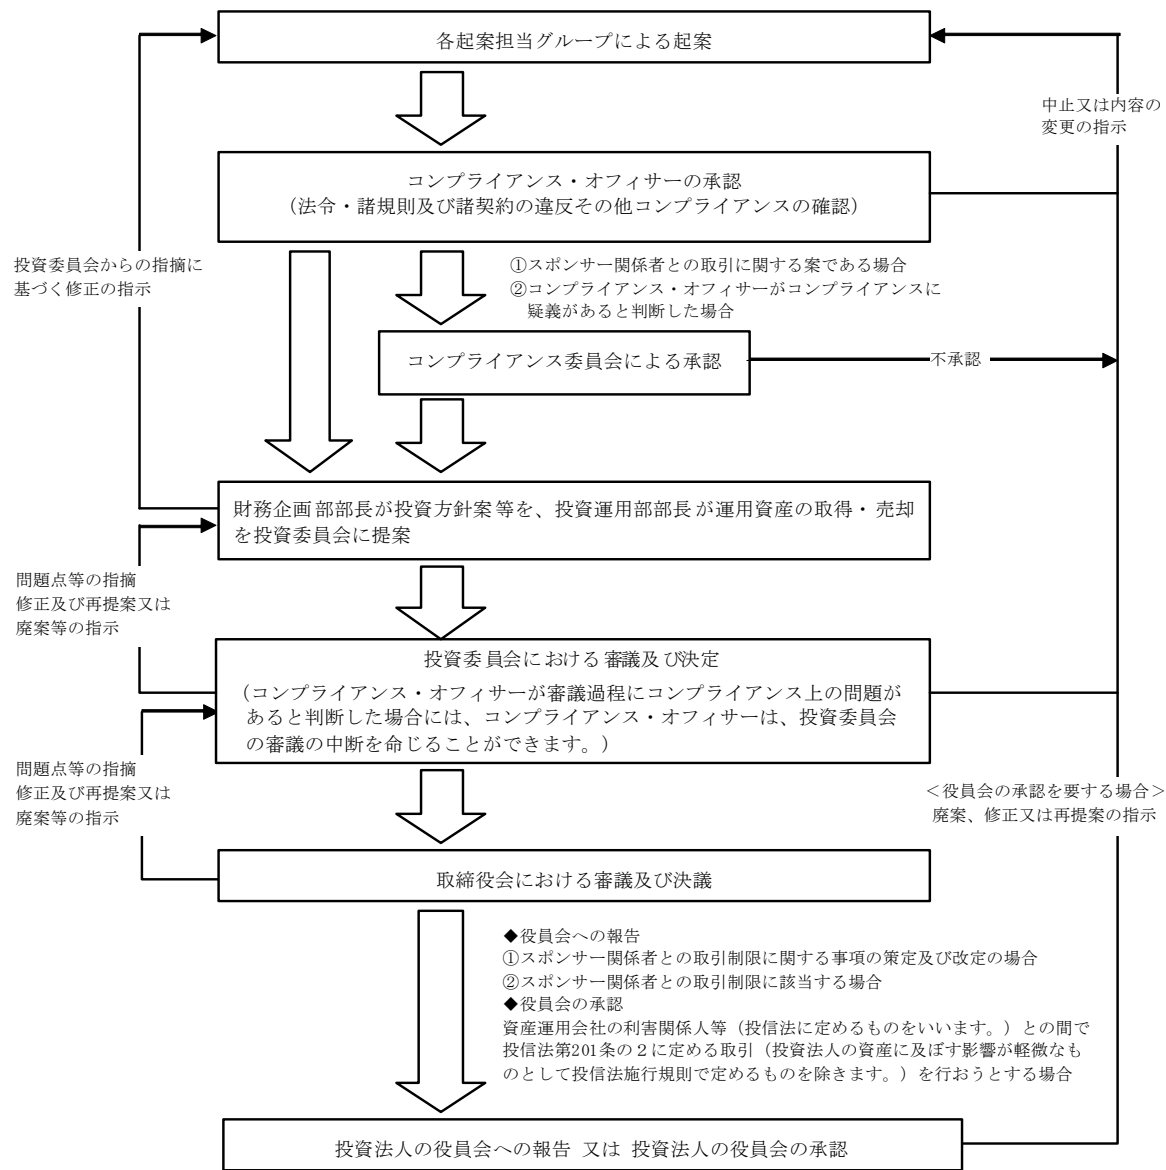 各起案担当グループによる起案
中止又は内容の
変更の指示
コンプライアンス・オフィサーの承認
（法令・諸規則及び諸契約の違反その他コンプライアンスの確認）
投資委員会からの指摘に
基づく修正の指示
①スポンサー関係者との取引に関する案である場合
②コンプライアンス・オフィサーがコンプライアンスに
疑義があると判断した場合
コンプライアンス委員会による承認
不承認
財務企画部部長が投資方針案等を、投資運用部部長が運用資産の取得・売却
を投資委員会に提案
問題点等の指摘
修正及び再提案又は
廃案等の指示
投資委員会における審議及び決定
（コンプライアンス・オフィサーが審議過程にコンプライアンス上の問題が
あると判断した場合には、コンプライアンス・オフィサーは、投資委員会
の審議の中断を命じることができます。）
問題点等の指摘
修正及び再提案又は
廃案等の指示
＜役員会の承認を要する場合＞
廃案、修正又は再提案の指示
取締役会における審議及び決議
◆役員会への報告
①スポンサー関係者との取引制限に関する事項の策定及び改定の場合
②スポンサー関係者との取引制限に該当する場合
◆役員会の承認
資産運用会社の利害関係人等（投信法に定めるものをいいます。）との間で
投信法第201条の２に定める取引（投資法人の資産に及ぼす影響が軽微なも
のとして投信法施行規則で定めるものを除きます。）を行おうとする場合
投資法人の役員会への報告 又は 投資法人の役員会の承認